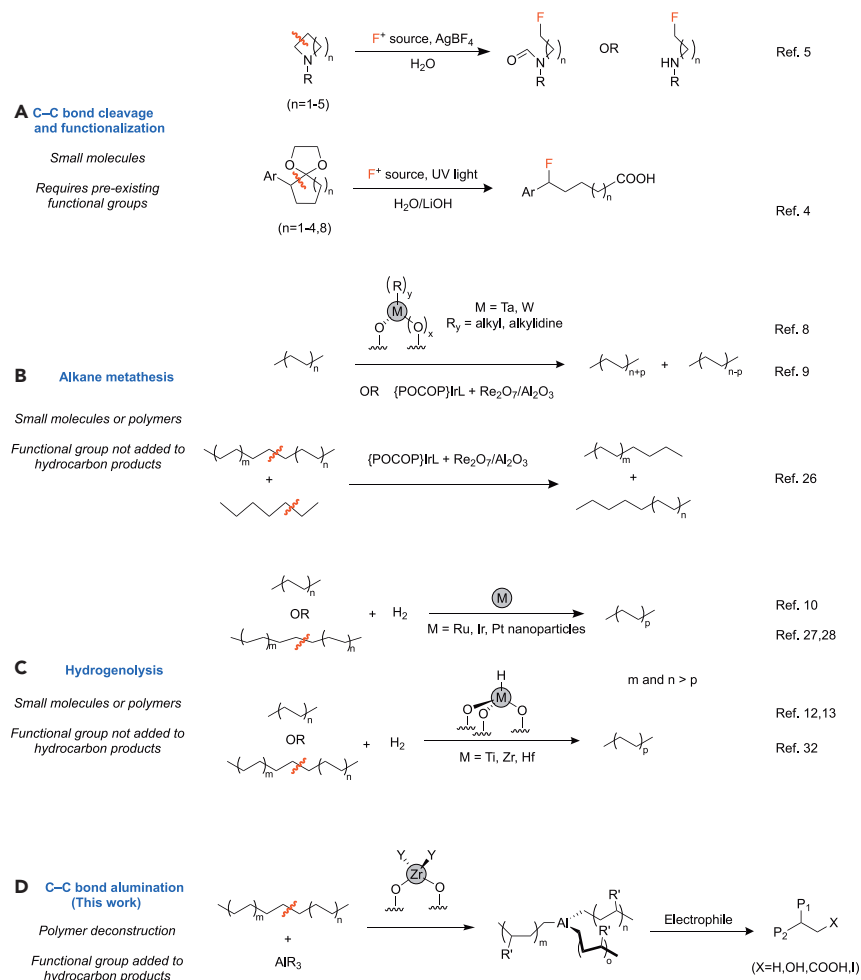 F⁺ source, AgBF₄
H₂O
N
R
n
(n=1-5)
F
O
N
R
n
OR
F
HN
R
n
Ref. 5
A C–C bond cleavage
and functionalization
Small molecules
Requires pre-existing
functional groups
O O
Ar
n
(n=1-4,8)
F⁺ source, UV light
H₂O/LiOH
F
Ar
n
COOH
Ref. 4
B Alkane metathesis
Small molecules or polymers
Functional group not added to
hydrocarbon products
n
(R)y
M
O (O)x
M = Ta, W
Ry = alkyl, alkylidine
OR {POCOP}IrL + Re₂O₇/Al₂O₃
n+p + n-p
Ref. 8
Ref. 9
m n
+
{POCOP}IrL + Re₂O₇/Al₂O₃
m
+
n
Ref. 26
C Hydrogenolysis
Small molecules or polymers
Functional group not added to
hydrocarbon products
n
OR
m n
+ H₂
M
M = Ru, Ir, Pt nanoparticles
p
Ref. 10
Ref. 27,28
m and n > p
n
OR
m n
+ H₂
H
M
O O O
M = Ti, Zr, Hf
p
Ref. 12,13
Ref. 32
D C–C bond alumination
(This work)
Polymer deconstruction
Functional group added to
hydrocarbon products
m n
+
AlR₃
Y Y
Zr
O O
R'
m
Al
R'
n
R'
o
Electrophile
P₁
P₂
X
(X=H,OH,COOH,I)